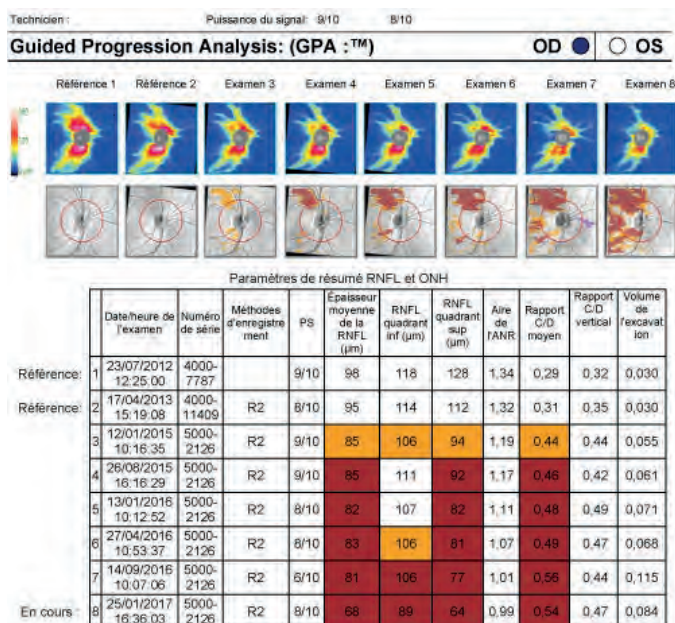 Technicien : Puissance du signal: 9/10 8/10
Guided Progression Analysis: (GPA :™) OD OS
Référence 1 Référence 2 Examen 3 Examen 4 Examen 5 Examen 6 Examen 7 Examen 8
Paramètres de résumé RNFL et ONH
Date/heure de l'examen Numéro de série Méthodes d'enregistre ment PS Épaisseur moyenne de la RNFL (µm) RNFL quadrant inf (µm) RNFL quadrant sup (µm) Aire de l'ANR Rapport C/D moyen Rapport C/D vertical Volume de l'excavat ion
Référence: 1 23/07/2012 12:25:00 4000-7787 9/10 98 118 128 1,34 0,29 0,32 0,030
Référence: 2 17/04/2013 15:19:08 4000-11409 R2 8/10 95 114 112 1,32 0,31 0,35 0,030
3 12/01/2015 10:16:35 5000-2126 R2 9/10 85 106 94 1,19 0,44 0,44 0,055
4 26/08/2015 16:16:29 5000-2126 R2 9/10 85 111 92 1,17 0,46 0,42 0,061
5 13/01/2016 10:12:52 5000-2126 R2 8/10 82 107 82 1,11 0,48 0,49 0,071
6 27/04/2016 10:53:37 5000-2126 R2 8/10 83 106 81 1,07 0,49 0,47 0,068
7 14/09/2016 10:07:06 5000-2126 R2 6/10 81 106 77 1,01 0,56 0,44 0,115
En cours : 8 25/01/2017 16:36:03 5000-2126 R2 8/10 68 89 64 0,99 0,54 0,47 0,084